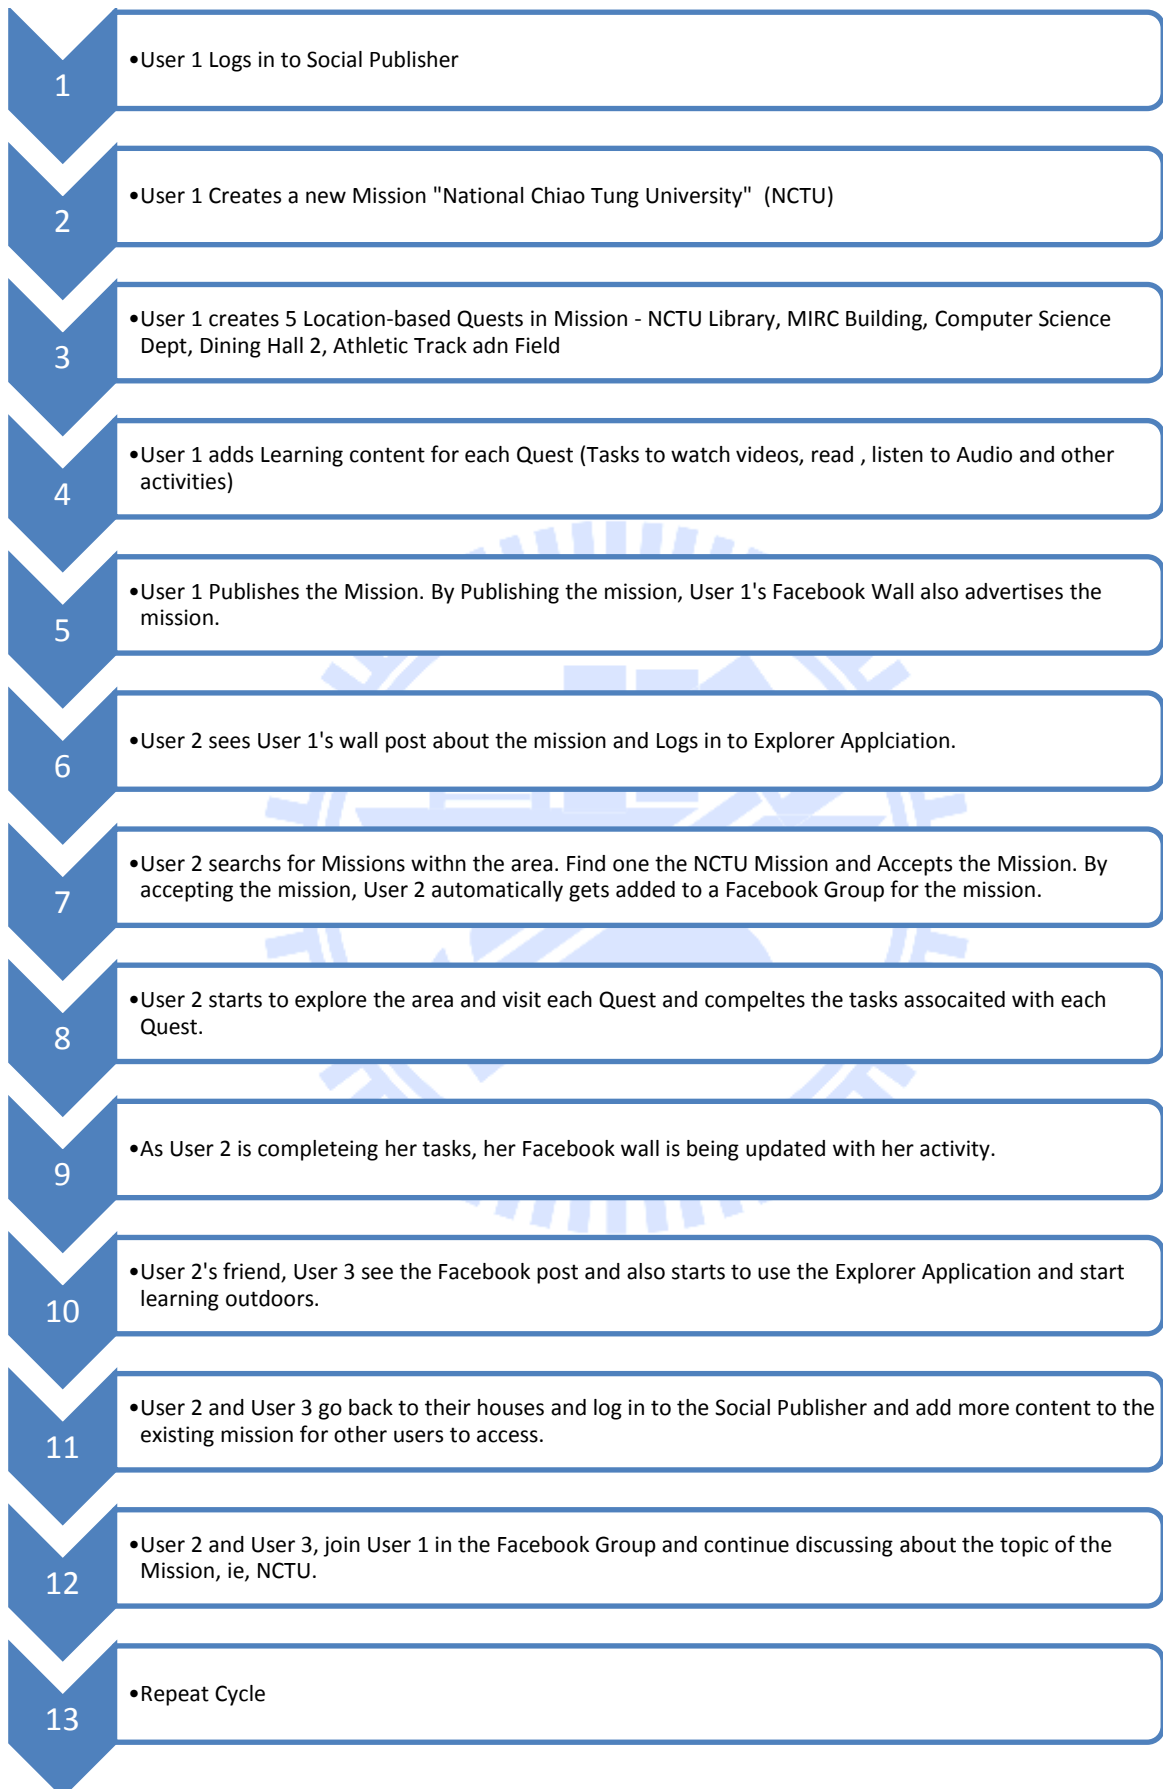 1
•User 1 Logs in to Social Publisher
2
•User 1 Creates a new Mission "National Chiao Tung University"  (NCTU)
3
•User 1 creates 5 Location-based Quests in Mission - NCTU Library, MIRC Building, Computer Science
Dept, Dining Hall 2, Athletic Track adn Field
4
•User 1 adds Learning content for each Quest (Tasks to watch videos, read , listen to Audio and other
activities)
5
•User 1 Publishes the Mission. By Publishing the mission, User 1's Facebook Wall also advertises the
mission.
6
•User 2 sees User 1's wall post about the mission and Logs in to Explorer Applciation.
7
•User 2 searchs for Missions withn the area. Find one the NCTU Mission and Accepts the Mission. By
accepting the mission, User 2 automatically gets added to a Facebook Group for the mission.
8
•User 2 starts to explore the area and visit each Quest and compeltes the tasks assocaited with each
Quest.
9
•As User 2 is completeing her tasks, her Facebook wall is being updated with her activity.
10
•User 2's friend, User 3 see the Facebook post and also starts to use the Explorer Application and start
learning outdoors.
11
•User 2 and User 3 go back to their houses and log in to the Social Publisher and add more content to the
existing mission for other users to access.
12
•User 2 and User 3, join User 1 in the Facebook Group and continue discussing about the topic of the
Mission, ie, NCTU.
13
•Repeat Cycle